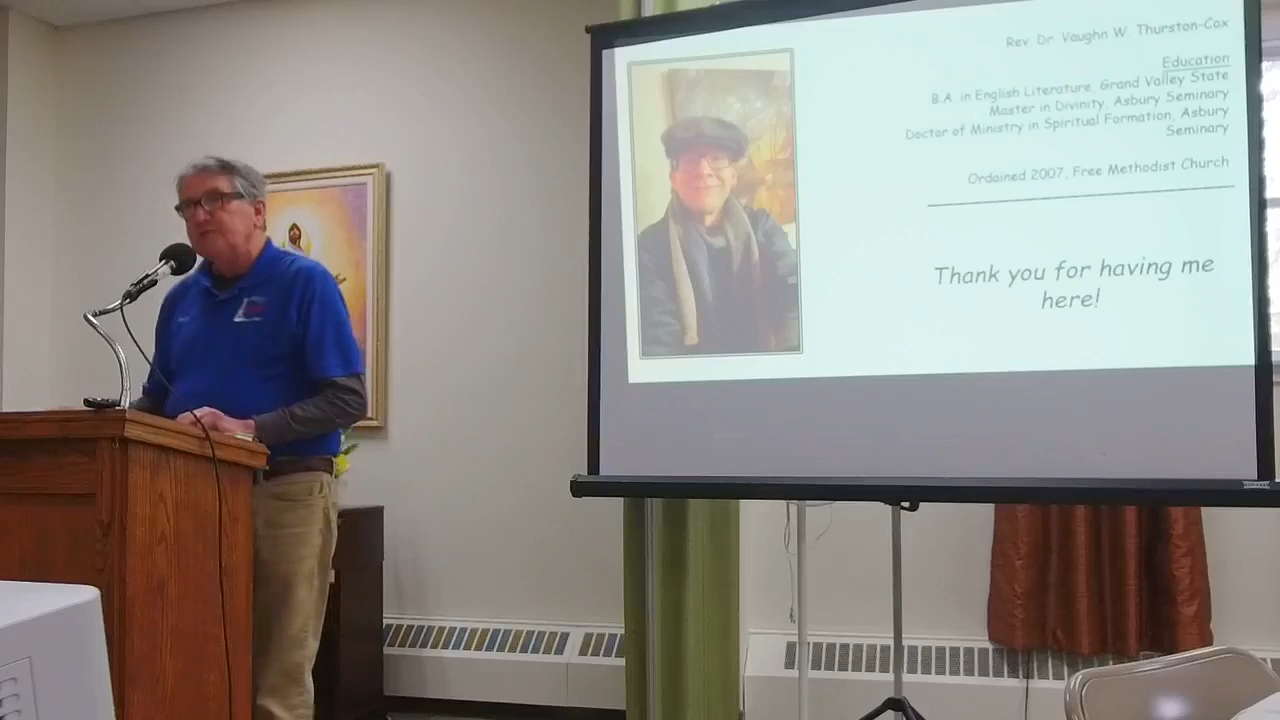 Rev. Dr. Vaughn W. Thurston-Cox
Education
B.A. in English Literature, Grand Valley State
Master in Divinity, Asbury Seminary
Doctor of Ministry in Spiritual Formation, Asbury
Seminary
Ordained 2007, Free Methodist Church
Thank you for having me
here!